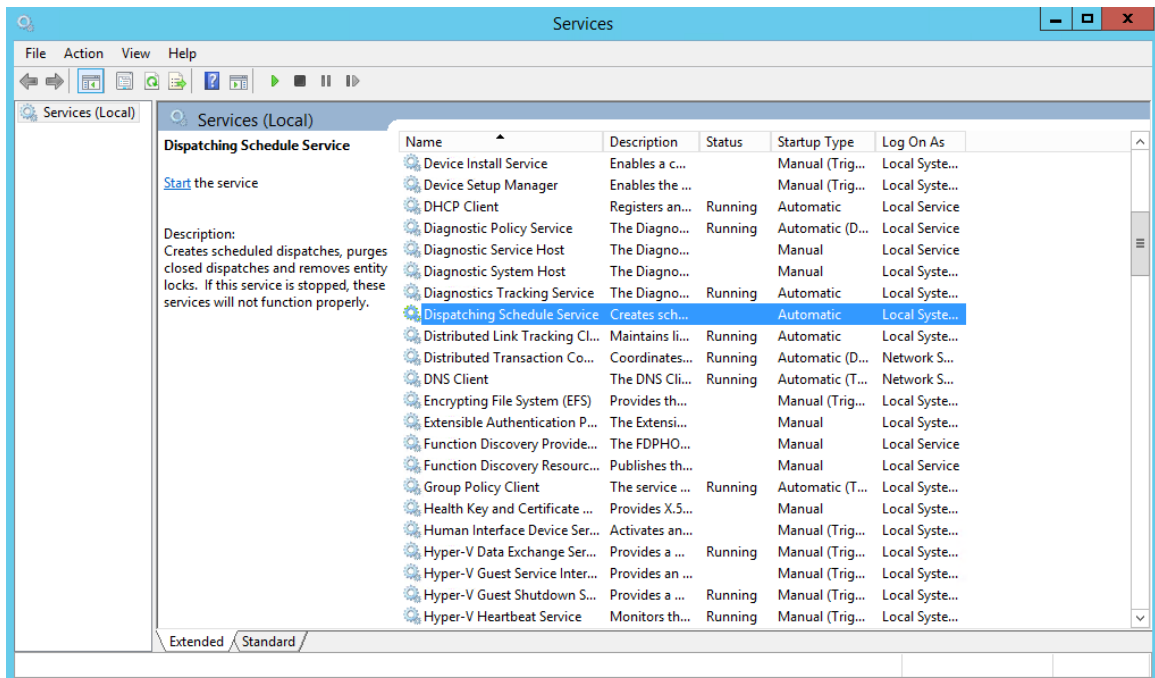 Services
File Action View Help
Services (Local)
Services (Local)
Dispatching Schedule Service
Start the service
Description:
Creates scheduled dispatches, purges
closed dispatches and removes entity
locks. If this service is stopped, these
services will not function properly.
Name Description Status Startup Type Log On As
Device Install Service Enables a c... Manual (Trig... Local Syste...
Device Setup Manager Enables the ... Manual (Trig... Local Syste...
DHCP Client Registers an... Running Automatic Local Service
Diagnostic Policy Service The Diagno... Running Automatic (D... Local Service
Diagnostic Service Host The Diagno... Manual Local Service
Diagnostic System Host The Diagno... Manual Local Syste...
Diagnostics Tracking Service The Diagno... Running Automatic Local Syste...
Dispatching Schedule Service Creates sch... Automatic Local Syste...
Distributed Link Tracking Cl... Maintains li... Running Automatic Local Syste...
Distributed Transaction Co... Coordinates... Running Automatic (D... Network S...
DNS Client The DNS Cli... Running Automatic (T... Network S...
Encrypting File System (EFS) Provides th... Manual (Trig... Local Syste...
Extensible Authentication P... The Extensi... Manual Local Syste...
Function Discovery Provide... The FDPHO... Manual Local Service
Function Discovery Resourc... Publishes th... Manual Local Service
Group Policy Client The service ... Running Automatic (T... Local Syste...
Health Key and Certificate ... Provides X.5... Manual Local Syste...
Human Interface Device Ser... Activates an... Manual (Trig... Local Syste...
Hyper-V Data Exchange Ser... Provides a ... Running Manual (Trig... Local Syste...
Hyper-V Guest Service Inter... Provides an ... Manual (Trig... Local Syste...
Hyper-V Guest Shutdown S... Provides a ... Running Manual (Trig... Local Syste...
Hyper-V Heartbeat Service Monitors th... Running Manual (Trig... Local Syste...
Extended Standard